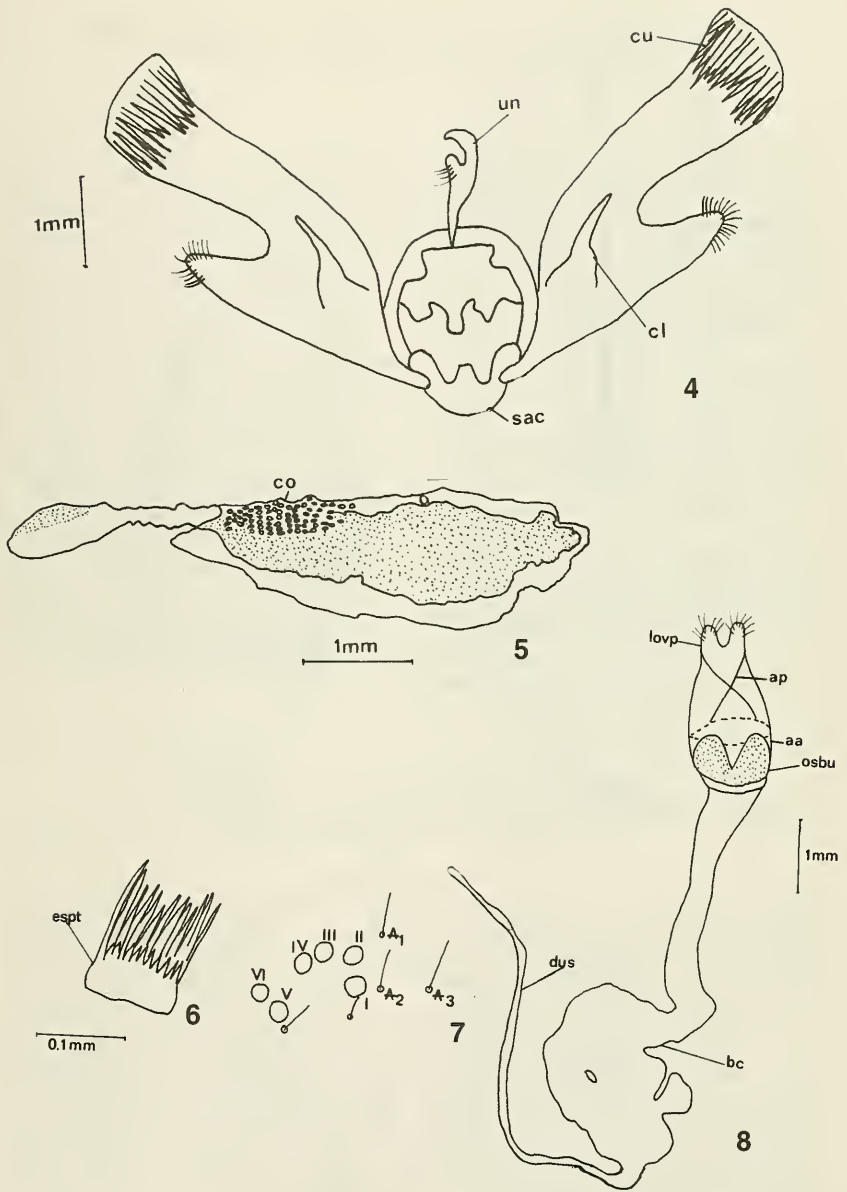 cu
un
1mm
cl
4
sac
co
5
1mm
lovp
ap
aa
osbu
1mm
espt
6
0.1mm
VI
V
IV
III
II
I
A1
A2
A3
7
dus
bc
8